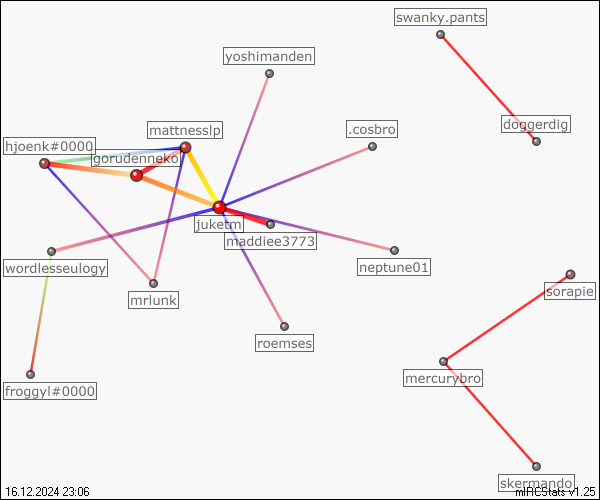 swanky.pants
yoshimanden
doggerdig
mattnesslp
.cosbro
hjoenk#0000
gorudenneko
juketm
maddiee3773
wordlesseulogy
neptune01
sorapie
mrlunk
roemses
mercurybro
froggyl#0000
skermando
16.12.2024 23:06
mIRCStats v1.25